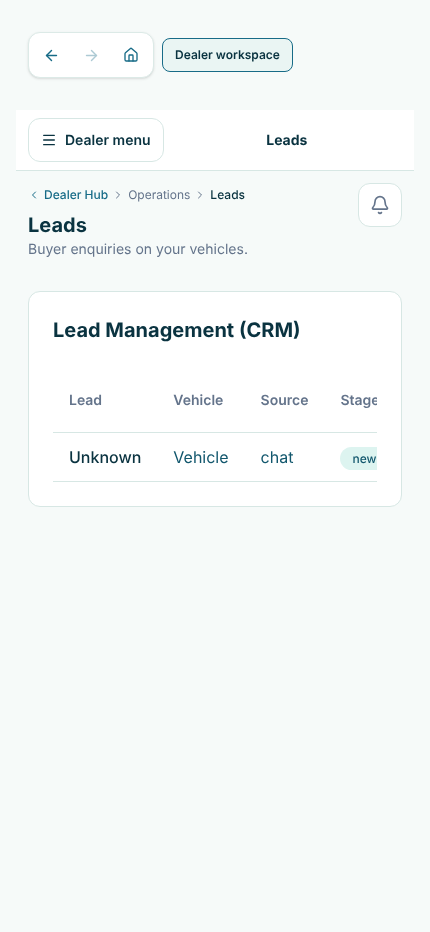 Dealer workspace
Dealer menu
Leads
Dealer Hub > Operations > Leads
Leads
Buyer enquiries on your vehicles.
Lead Management (CRM)
Lead Vehicle Source Stage
Unknown Vehicle chat new